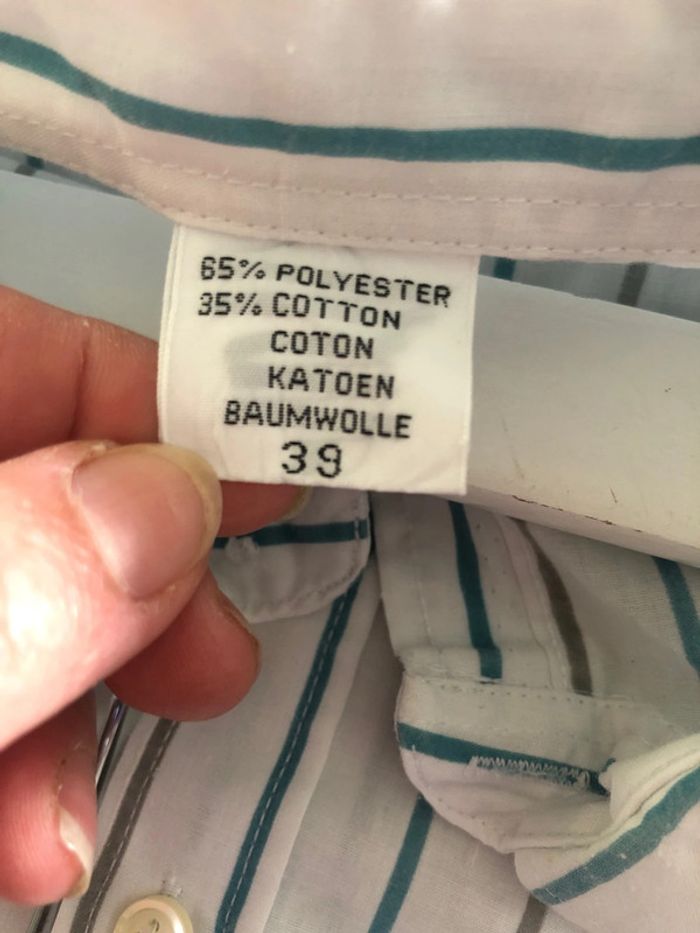 65% POLYESTER
35% COTTON
COTON
KATOEN
BAUMWOLLE
39